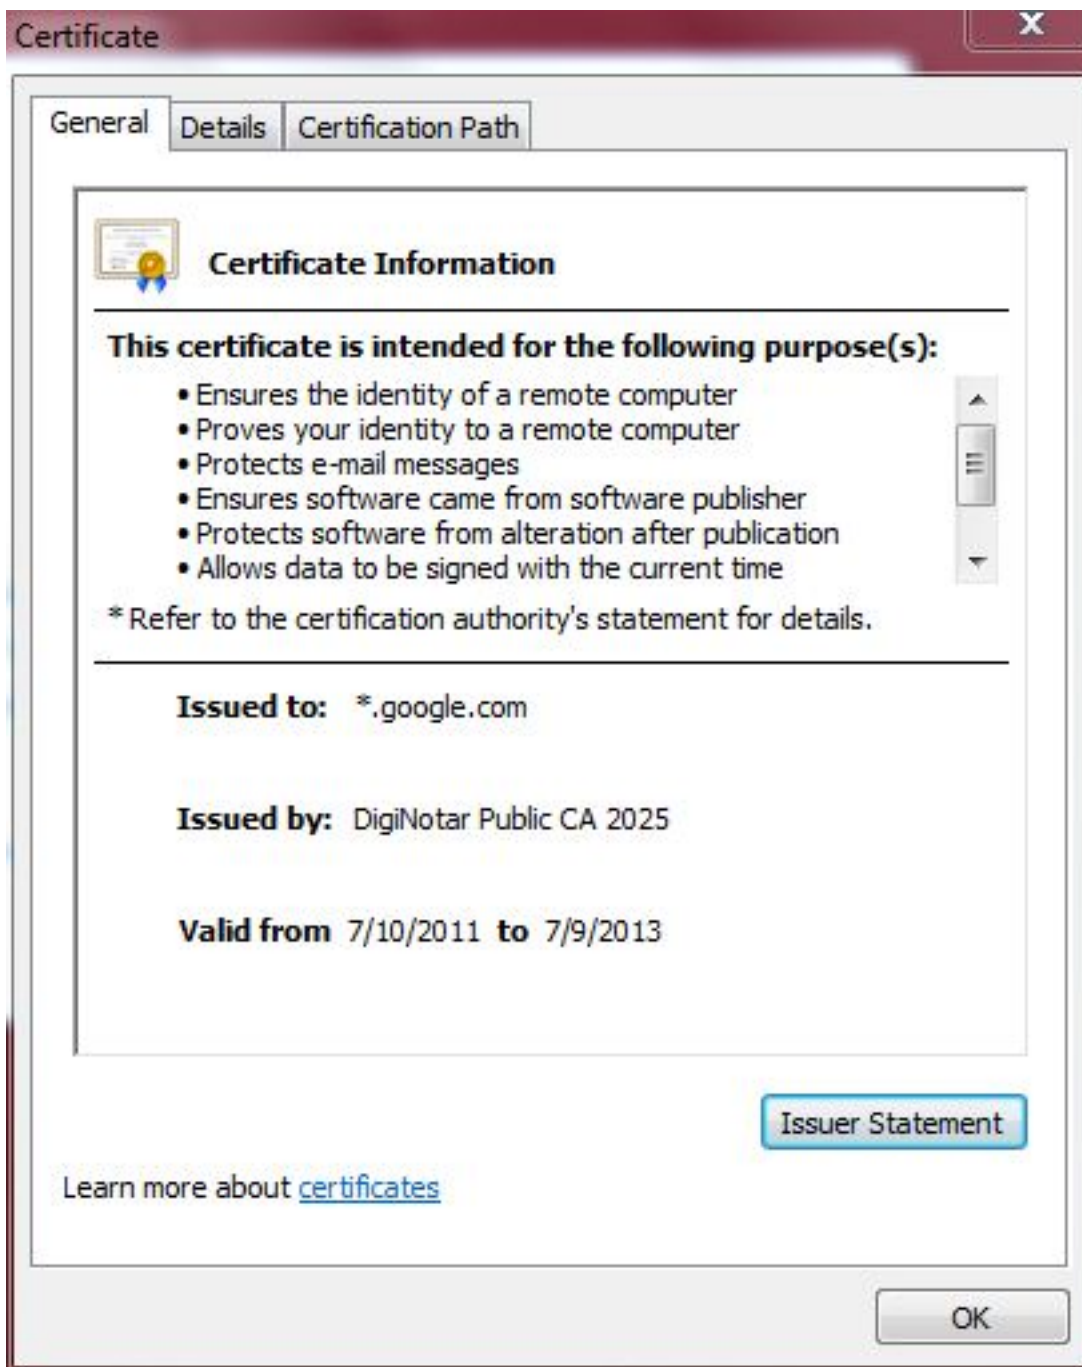 Certificate
X
General Details Certification Path
Certificate Information
This certificate is intended for the following purpose(s):
• Ensures the identity of a remote computer
• Proves your identity to a remote computer
• Protects e-mail messages
• Ensures software came from software publisher
• Protects software from alteration after publication
• Allows data to be signed with the current time
* Refer to the certification authority's statement for details.
Issued to: *.google.com
Issued by: DigiNotar Public CA 2025
Valid from 7/10/2011 to 7/9/2013
Issuer Statement
Learn more about certificates
OK